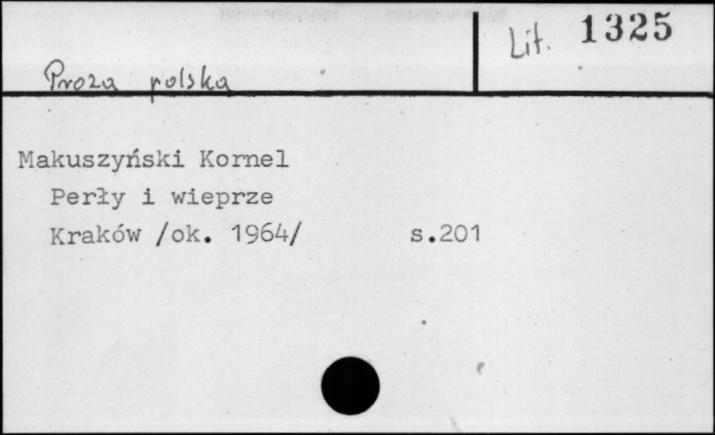 Proza polska
Lit. 1325
Makuszyński Kornel
Perły i wieprze
Kraków /ok. 1964/ s.201